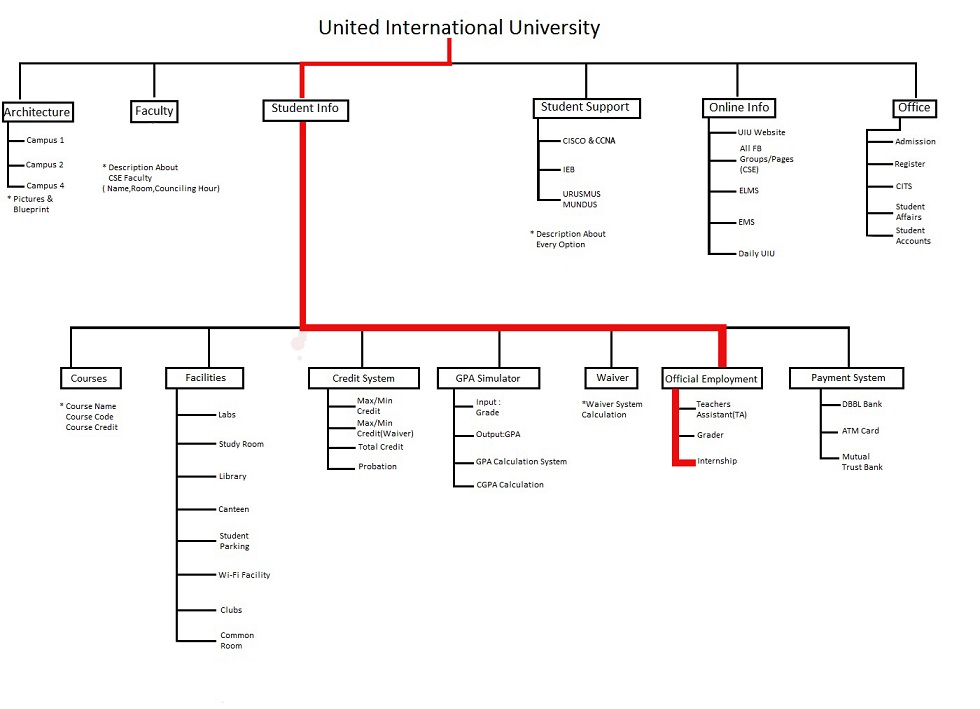 United International University
Architecture
Faculty
Student Info
Student Support
Online Info
Office
Campus 1
Campus 2
Campus 4
* Pictures &
Blueprint
* Description About
CSE Faculty
( Name,Room,Counciling Hour)
CISCO & CCNA
IEB
URUSMUS
MUNDUS
* Description About
Every Option
UIU Website
All FB
Groups/Pages
(CSE)
ELMS
EMS
Daily UIU
Admission
Register
CITS
Student
Affairs
Student
Accounts
Courses
Facilities
Credit System
GPA Simulator
Waiver
Official Employment
Payment System
* Course Name
Course Code
Course Credit
Labs
Study Room
Library
Canteen
Student
Parking
Wi-Fi Facility
Clubs
Common
Room
Max/Min
Credit
Max/Min
Credit(Waiver)
Total Credit
Probation
Input :
Grade
Output:GPA
GPA Calculation System
CGPA Calculation
*Waiver System
Calculation
Teachers
Assistant(TA)
Grader
Internship
DBBL Bank
ATM Card
Mutual
Trust Bank